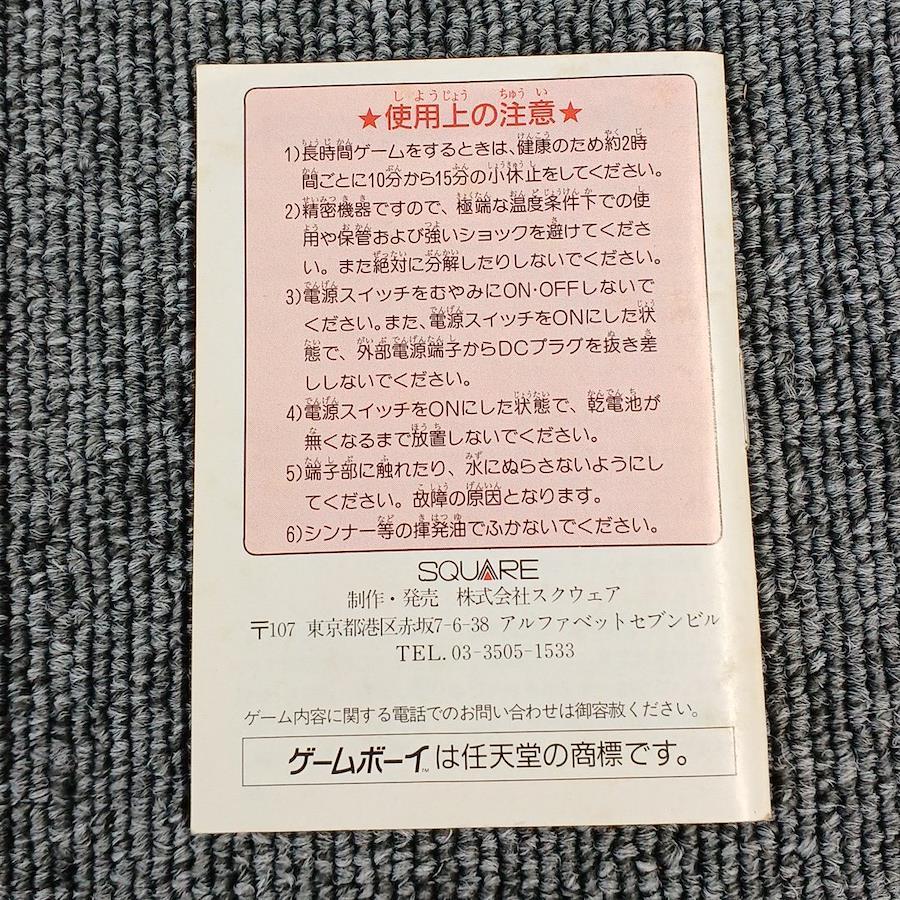 ★使用上の注意★
1)長時間ゲームをするときは、健康のため約2時
間ごとに10分から15分の小休止をしてください。
2)精密機器ですので、極端な温度条件下での使
用や保管および強いショックを避けてくださ
い。また絶対に分解したりしないでください。
3)電源スイッチをむやみにON・OFFしないで
ください。また、電源スイッチをONにした状
態で、外部電源端子からDCプラグを抜き差
ししないでください。
4)電源スイッチをONにした状態で、乾電池が
無くなるまで放置しないでください。
5)端子部に触れたり、水にぬらさないようにし
てください。故障の原因となります。
6)シンナー等の揮発油でふかないでください。
SQUARE
制作・発売 株式会社スクウェア
〒107 東京都港区赤坂7-6-38 アルファベットセブンビル
TEL. 03-3505-1533
ゲーム内容に関する電話でのお問い合わせは御容赦ください。
ゲームボーイ™は任天堂の商標です。